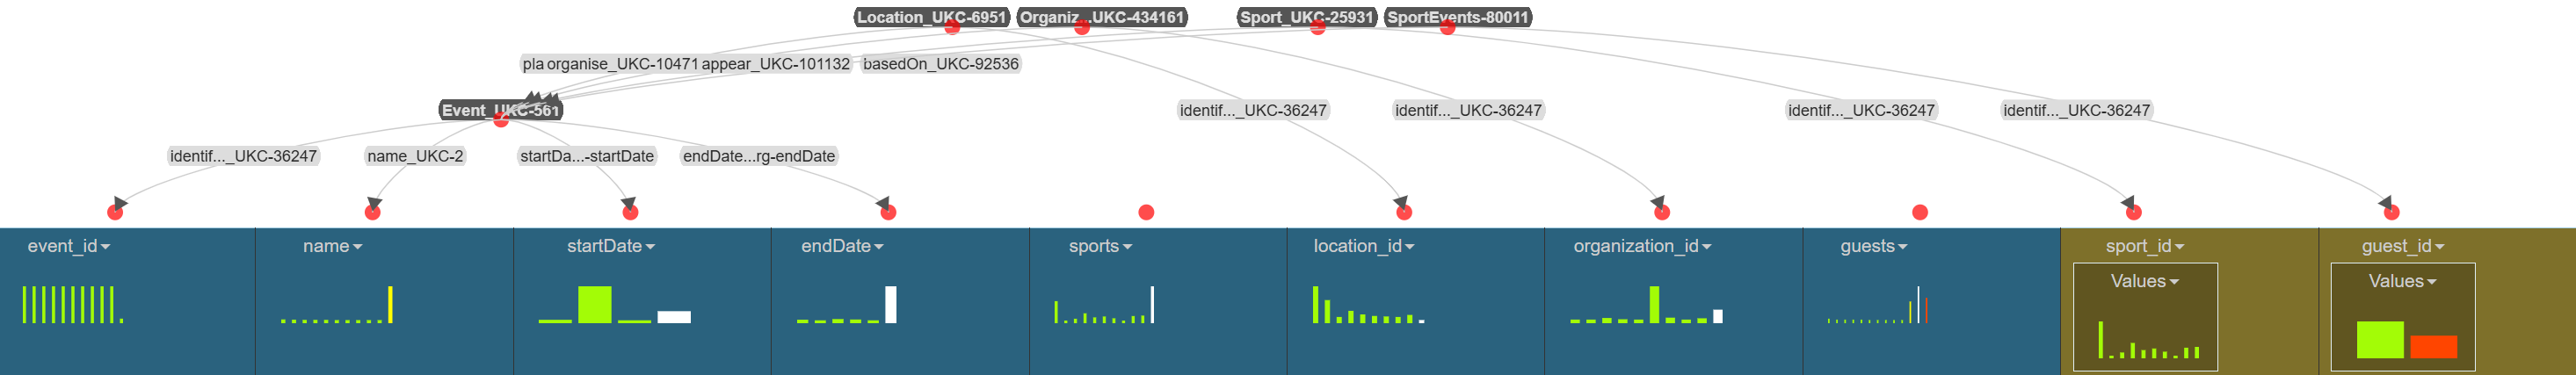 Location_UKC-6951 Organiz...UKC-434161 Sport_UKC-25931 SportEvents-80011
pla organise_UKC-10471 appear_UKC-101132 basedOn_UKC-92536
Event_UKC-561 identif..._UKC-36247 identif..._UKC-36247 identif..._UKC-36247 identif..._UKC-36247
identif..._UKC-36247 name_UKC-2 startDa...-startDate endDate...rg-endDate
event_id name startDate endDate sports location_id organization_id guests sport_id guest_id
Values Values